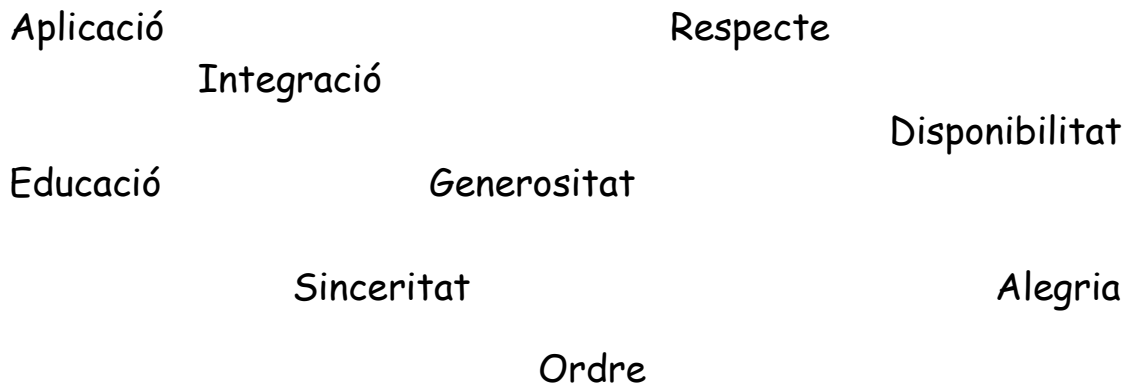 Aplicació Respecte
Integració
Disponibilitat
Educació Generositat
Sinceritat Alegria
Ordre